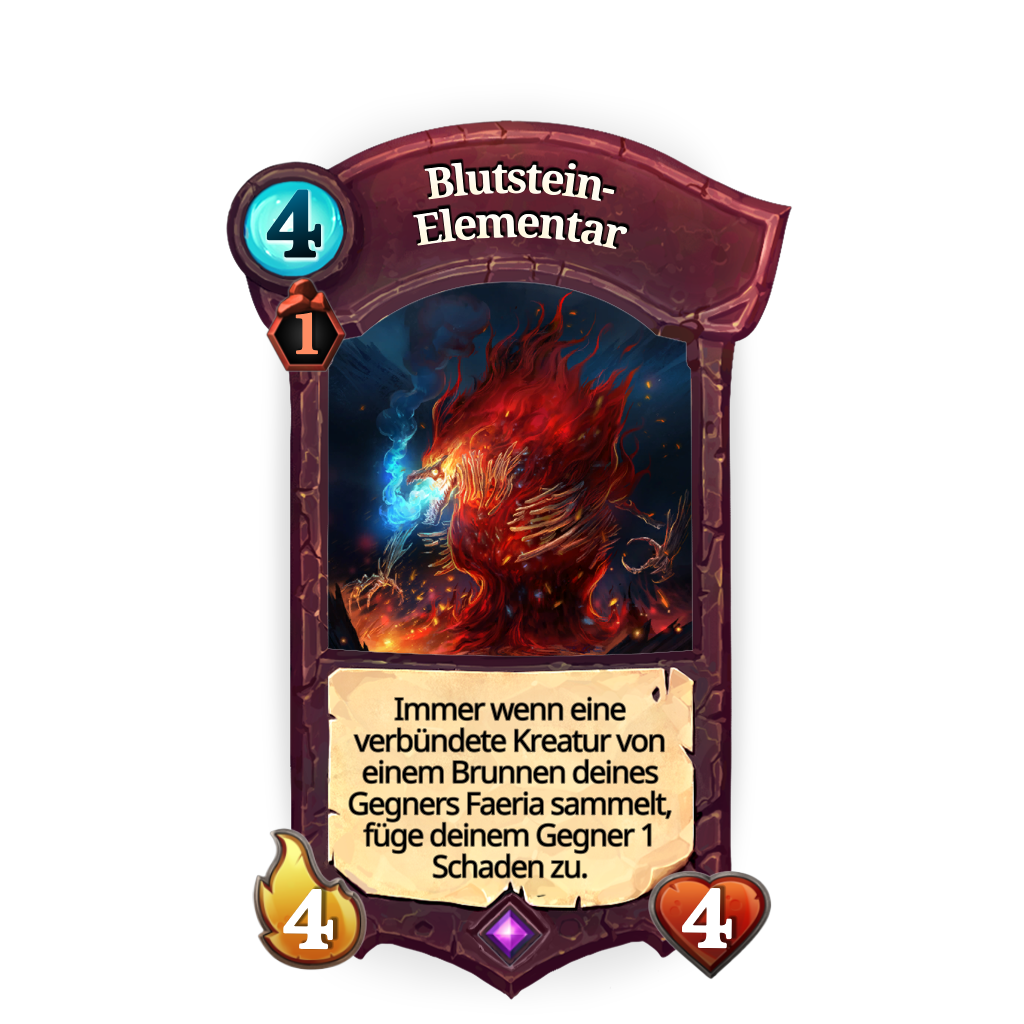 Blutstein-
Elementar
4
1
Immer wenn eine
verbündete Kreatur von
einem Brunnen deines
Gegners Faeria sammelt,
füge deinem Gegner 1
Schaden zu.
4
4